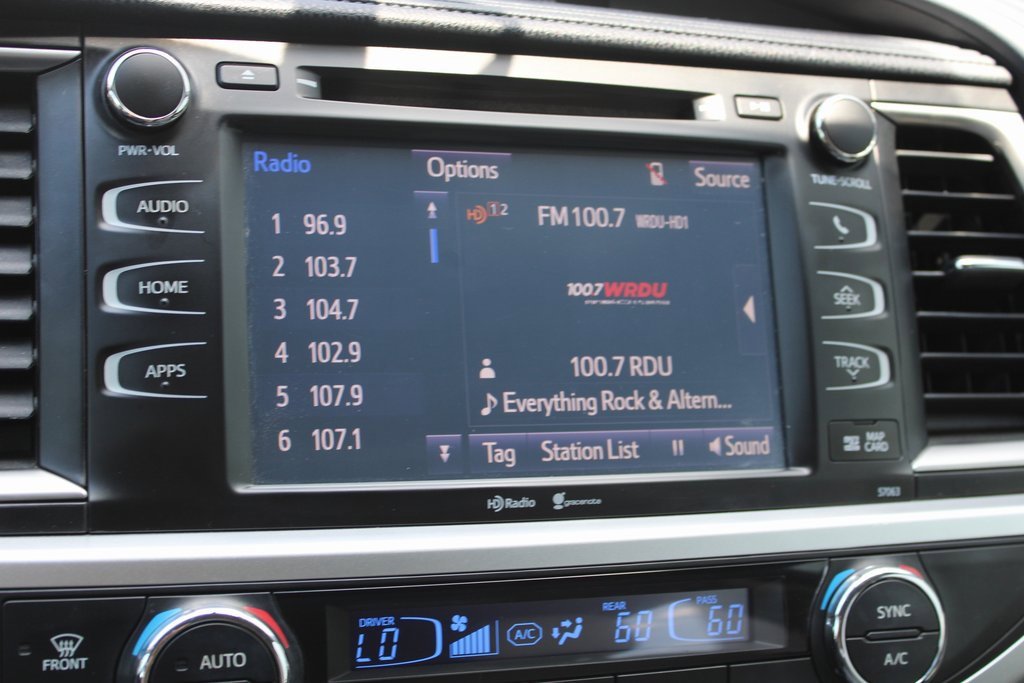 PWR•VOL
AUDIO
HOME
APPS
Radio
Options
Source
1 96.9
2 103.7
3 104.7
4 102.9
5 107.9
6 107.1
HD 1 2
FM 100.7 WRDU-HD1
100.7 WRDU
100.7 RDU
Everything Rock & Altern...
Tag
Station List
Sound
HD Radio
gracenote
TUNE•SCROLL
SEEK
TRACK
MAP
CARD
57063
FRONT
AUTO
DRIVER
LO
A/C
REAR
60
PASS
60
SYNC
A/C